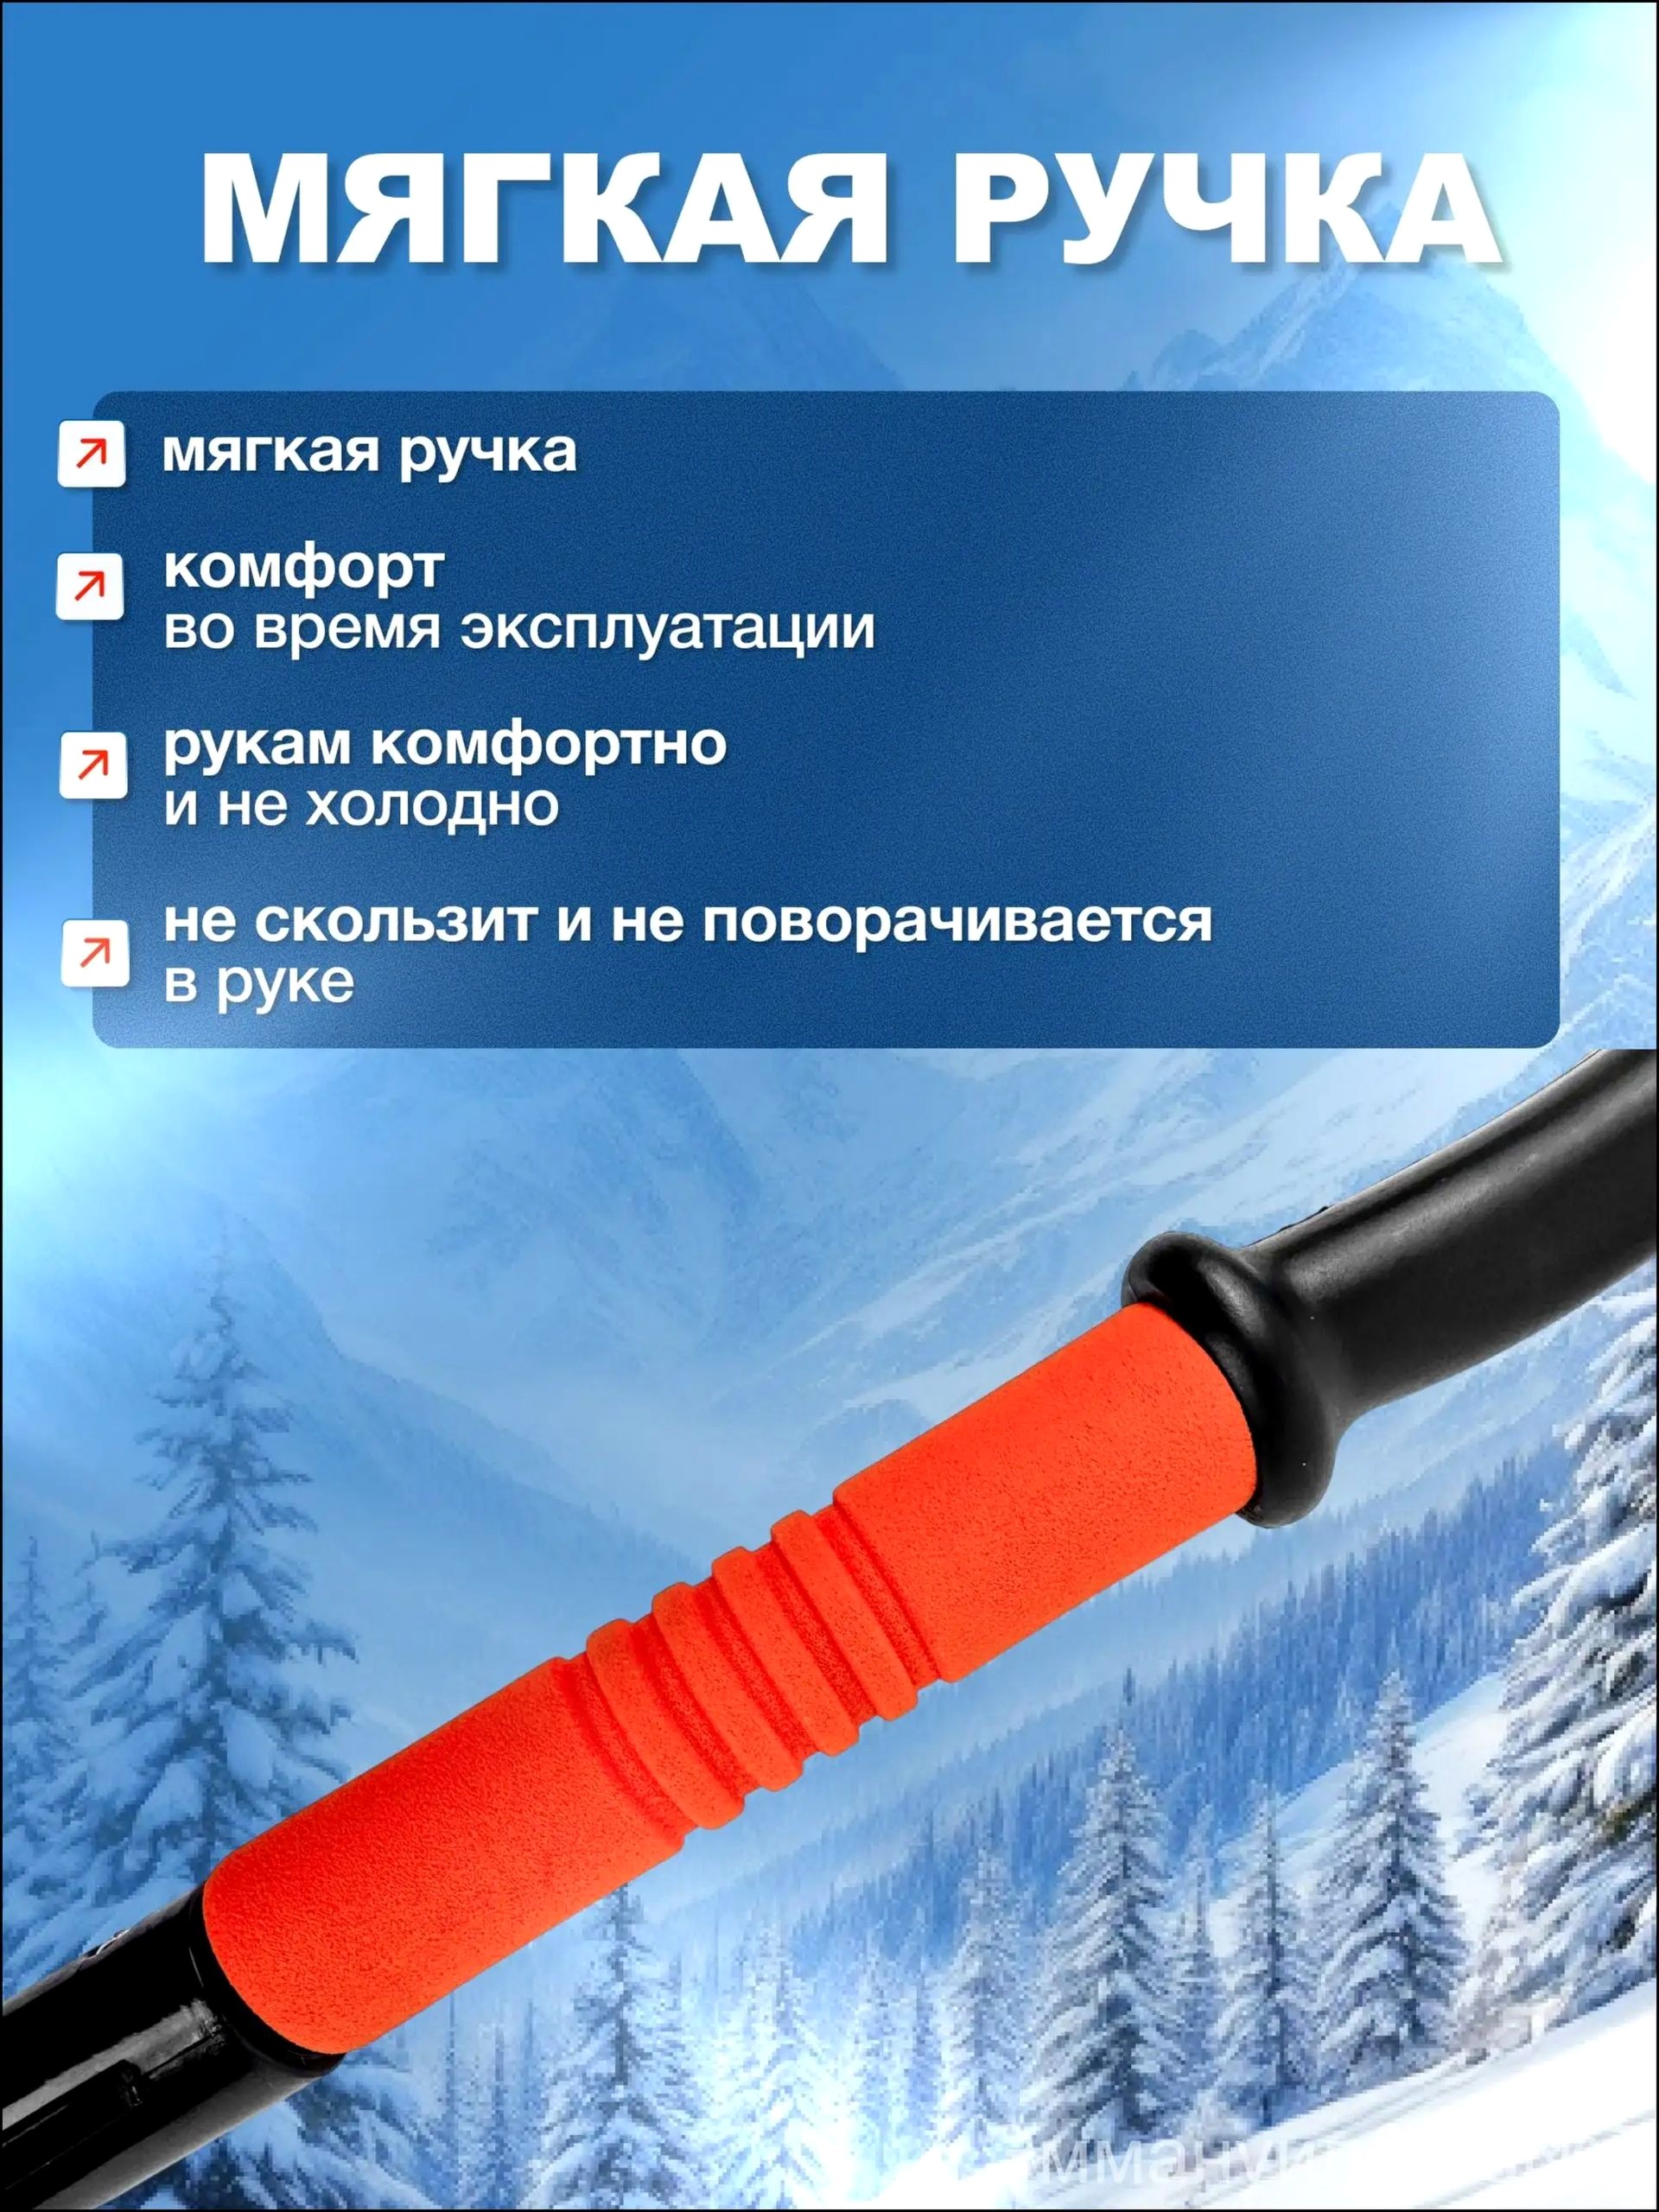 МЯГКАЯ РУЧКА
мягкая ручка
комфорт
во время эксплуатации
рукам комфортно
и не холодно
не скользит и не поворачивается
в руке